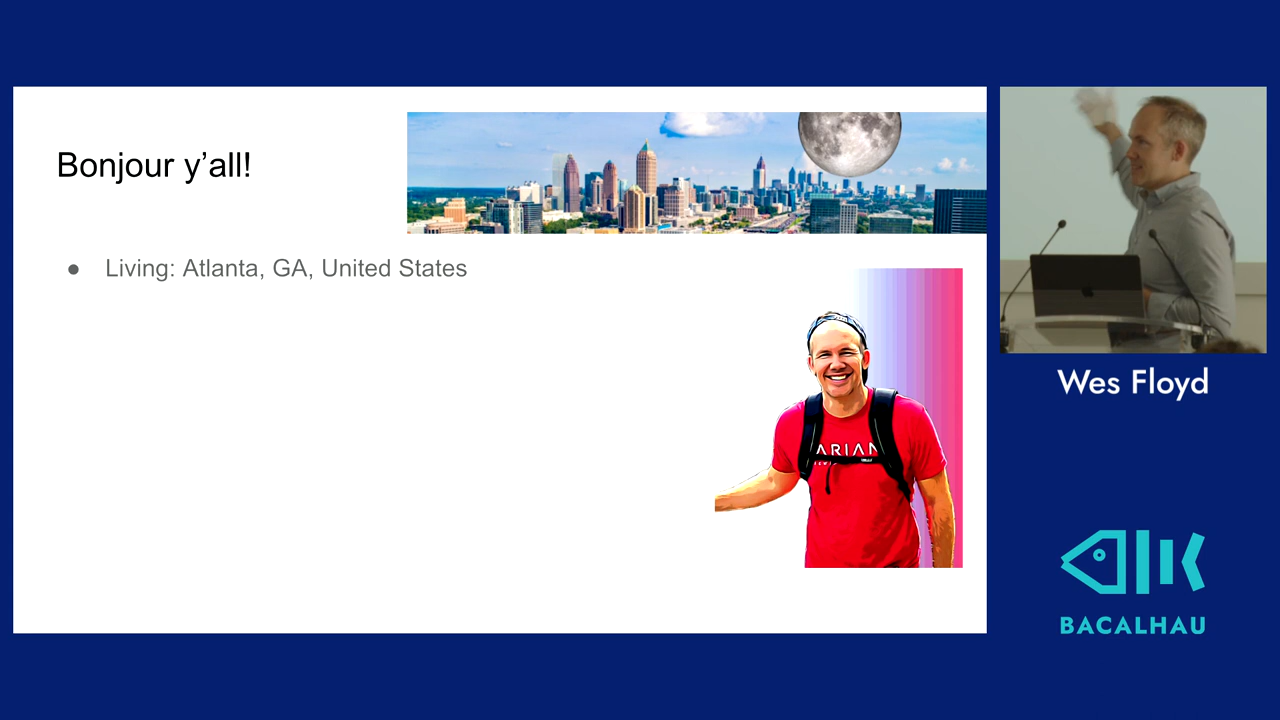 Bonjour y’all!
● Living: Atlanta, GA, United States
ARIAN
Wes Floyd
BACALHAU